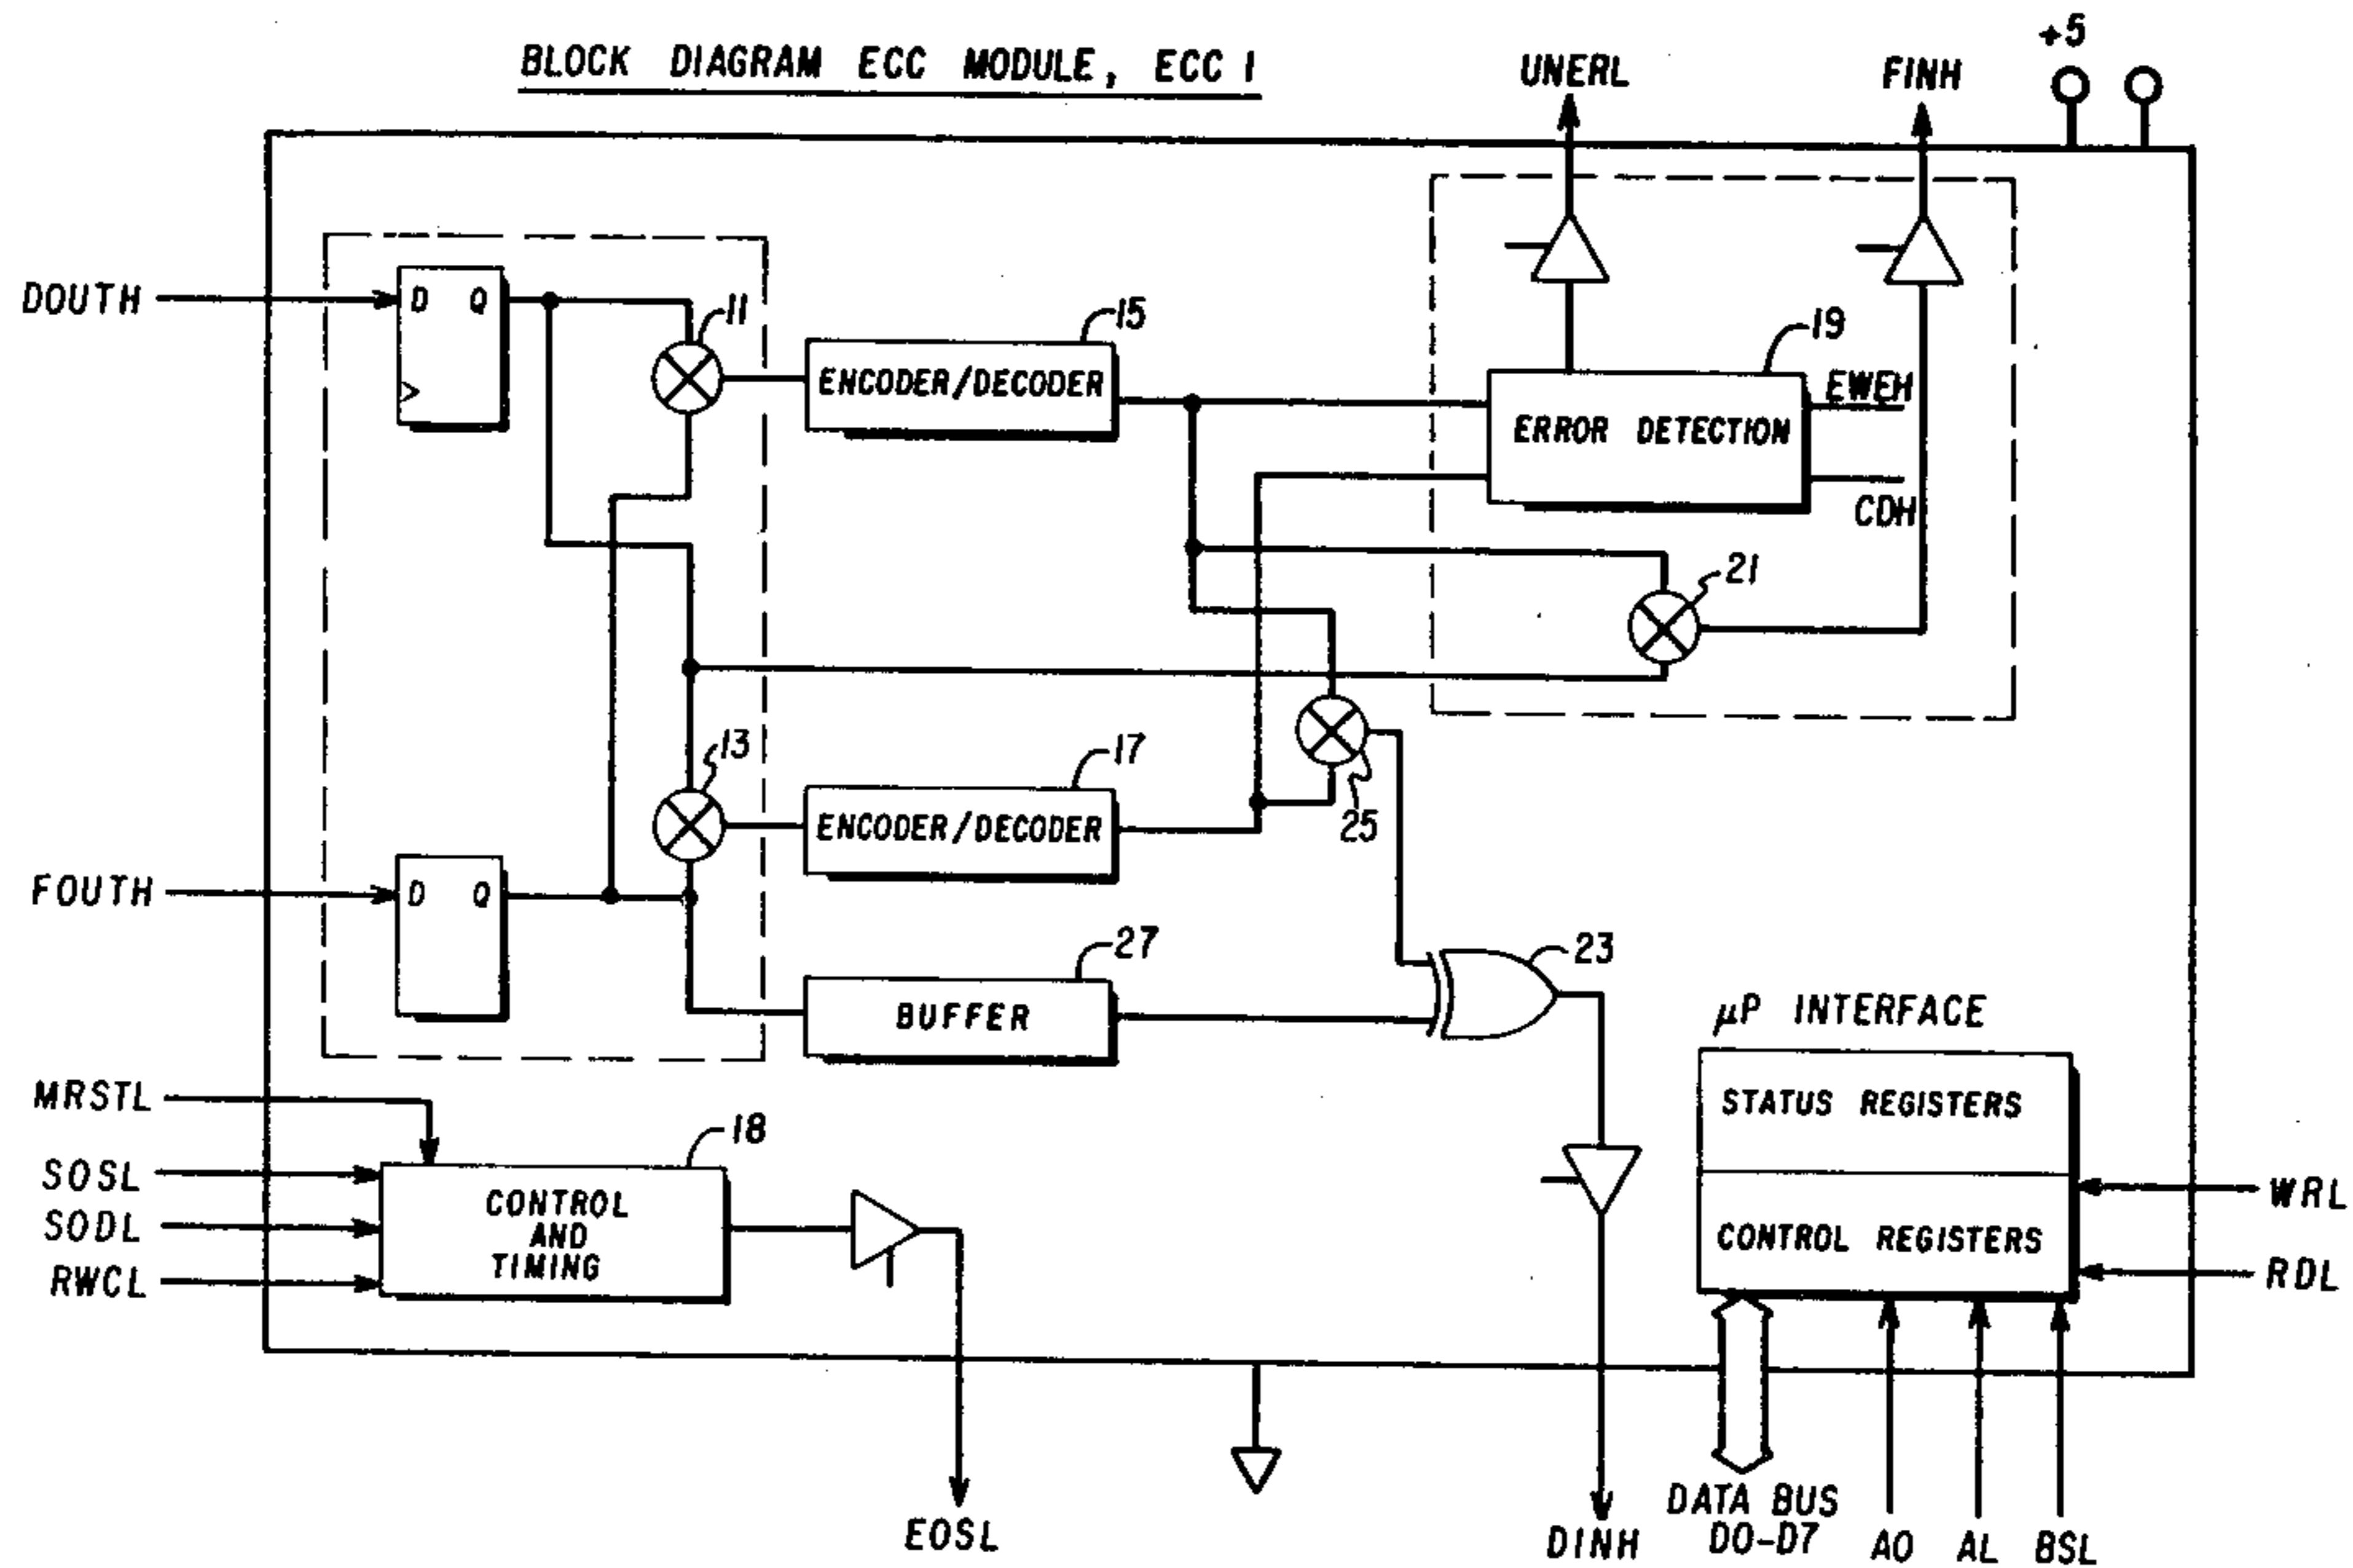 BLOCK DIAGRAM ECC MODULE, ECC 1
+5
UNERL
FINH
DOUTH
D Q
11
15
ENCODER/DECODER
19
EWEH
ERROR DETECTION
CDH
21
13
17
ENCODER/DECODER
25
FOUTH
D Q
27
BUFFER
23
µP INTERFACE
STATUS REGISTERS
CONTROL REGISTERS
WRL
RDL
MRSTL
SOSL
SODL
RWCL
18
CONTROL
AND
TIMING
EOSL
DINH
DATA BUS
D0-D7
A0
AL
BSL